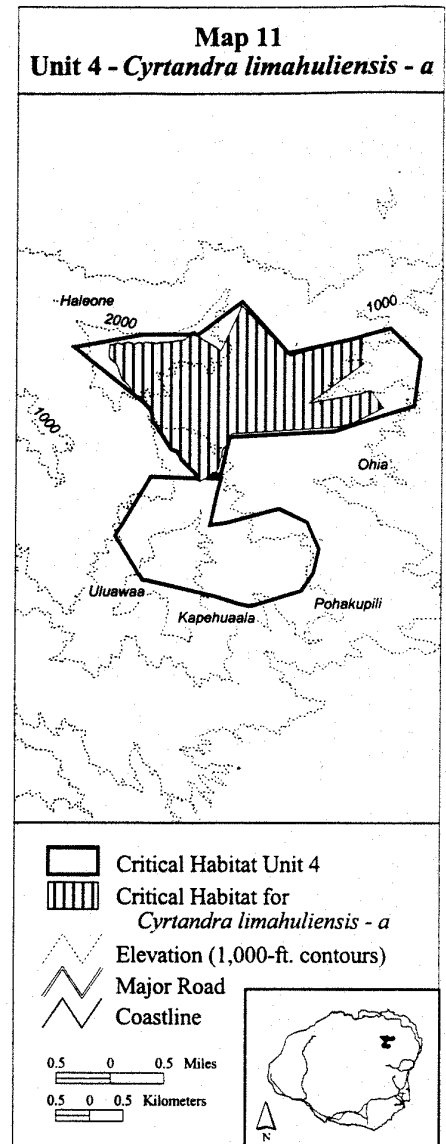 Map 11
Unit 4 - Cyrtandra limahuliensis - a
Haleone
2000
1000
1000
Ohia
Uluawaa
Kapehuaala
Pohakupili
Critical Habitat Unit 4
Critical Habitat for
Cyrtandra limahuliensis - a
Elevation (1,000-ft. contours)
Major Road
Coastline
0.5 0 0.5 Miles
0.5 0 0.5 Kilometers
N